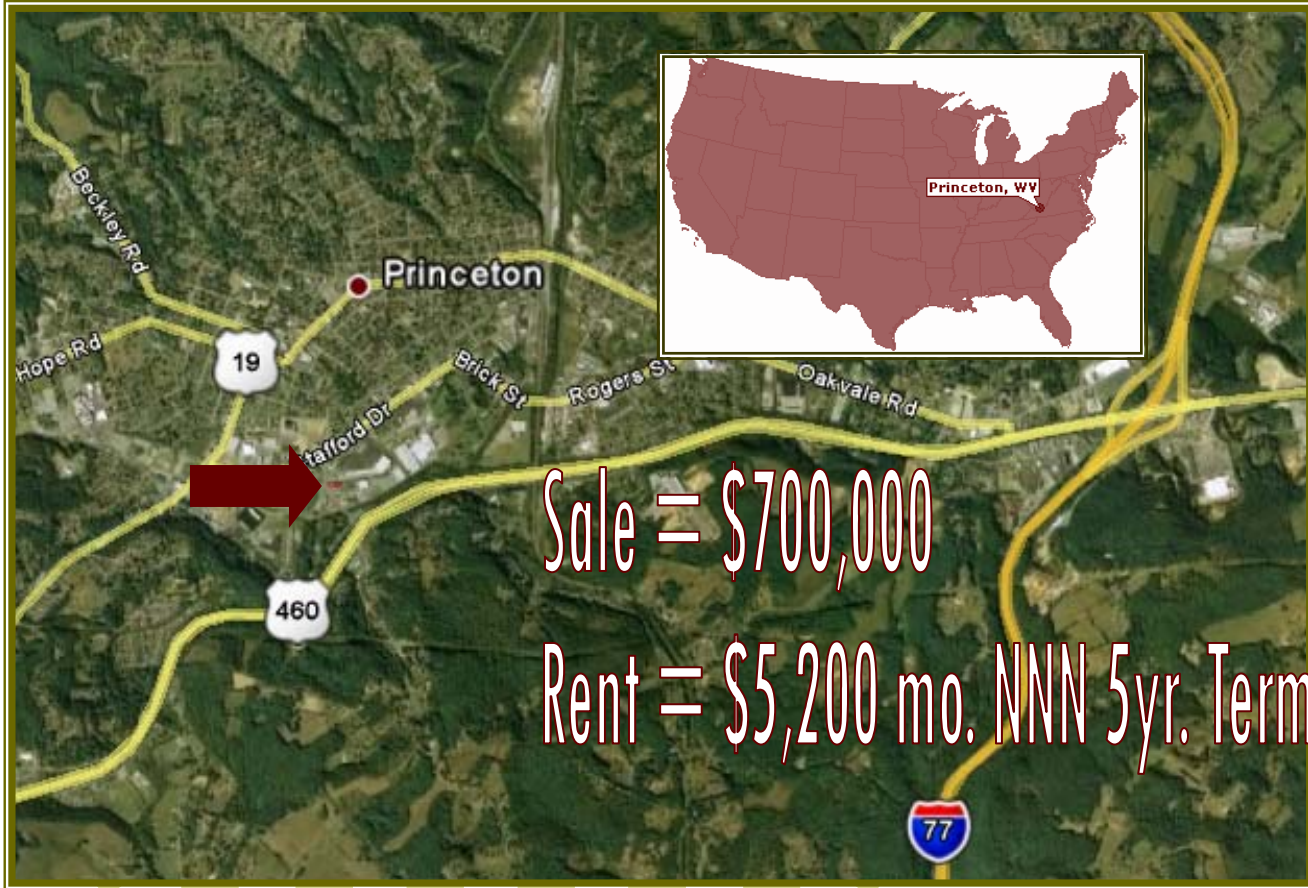 Princeton, WV
Beckley Rd
Princeton
Hope Rd
19
Brick St
Rogers St
Oakvale Rd
tafford Dr
Sale = $700,000
460
Rent = $5,200 mo. NNN 5yr. Term
77